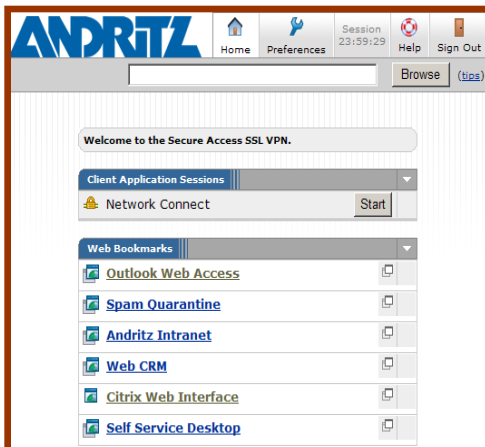 ANDRITZ
Home
Preferences
Session
23:59:29
Help
Sign Out
Browse
(tips)
Welcome to the Secure Access SSL VPN.
Client Application Sessions
Network Connect
Start
Web Bookmarks
Outlook Web Access
Spam Quarantine
Andritz Intranet
Web CRM
Citrix Web Interface
Self Service Desktop